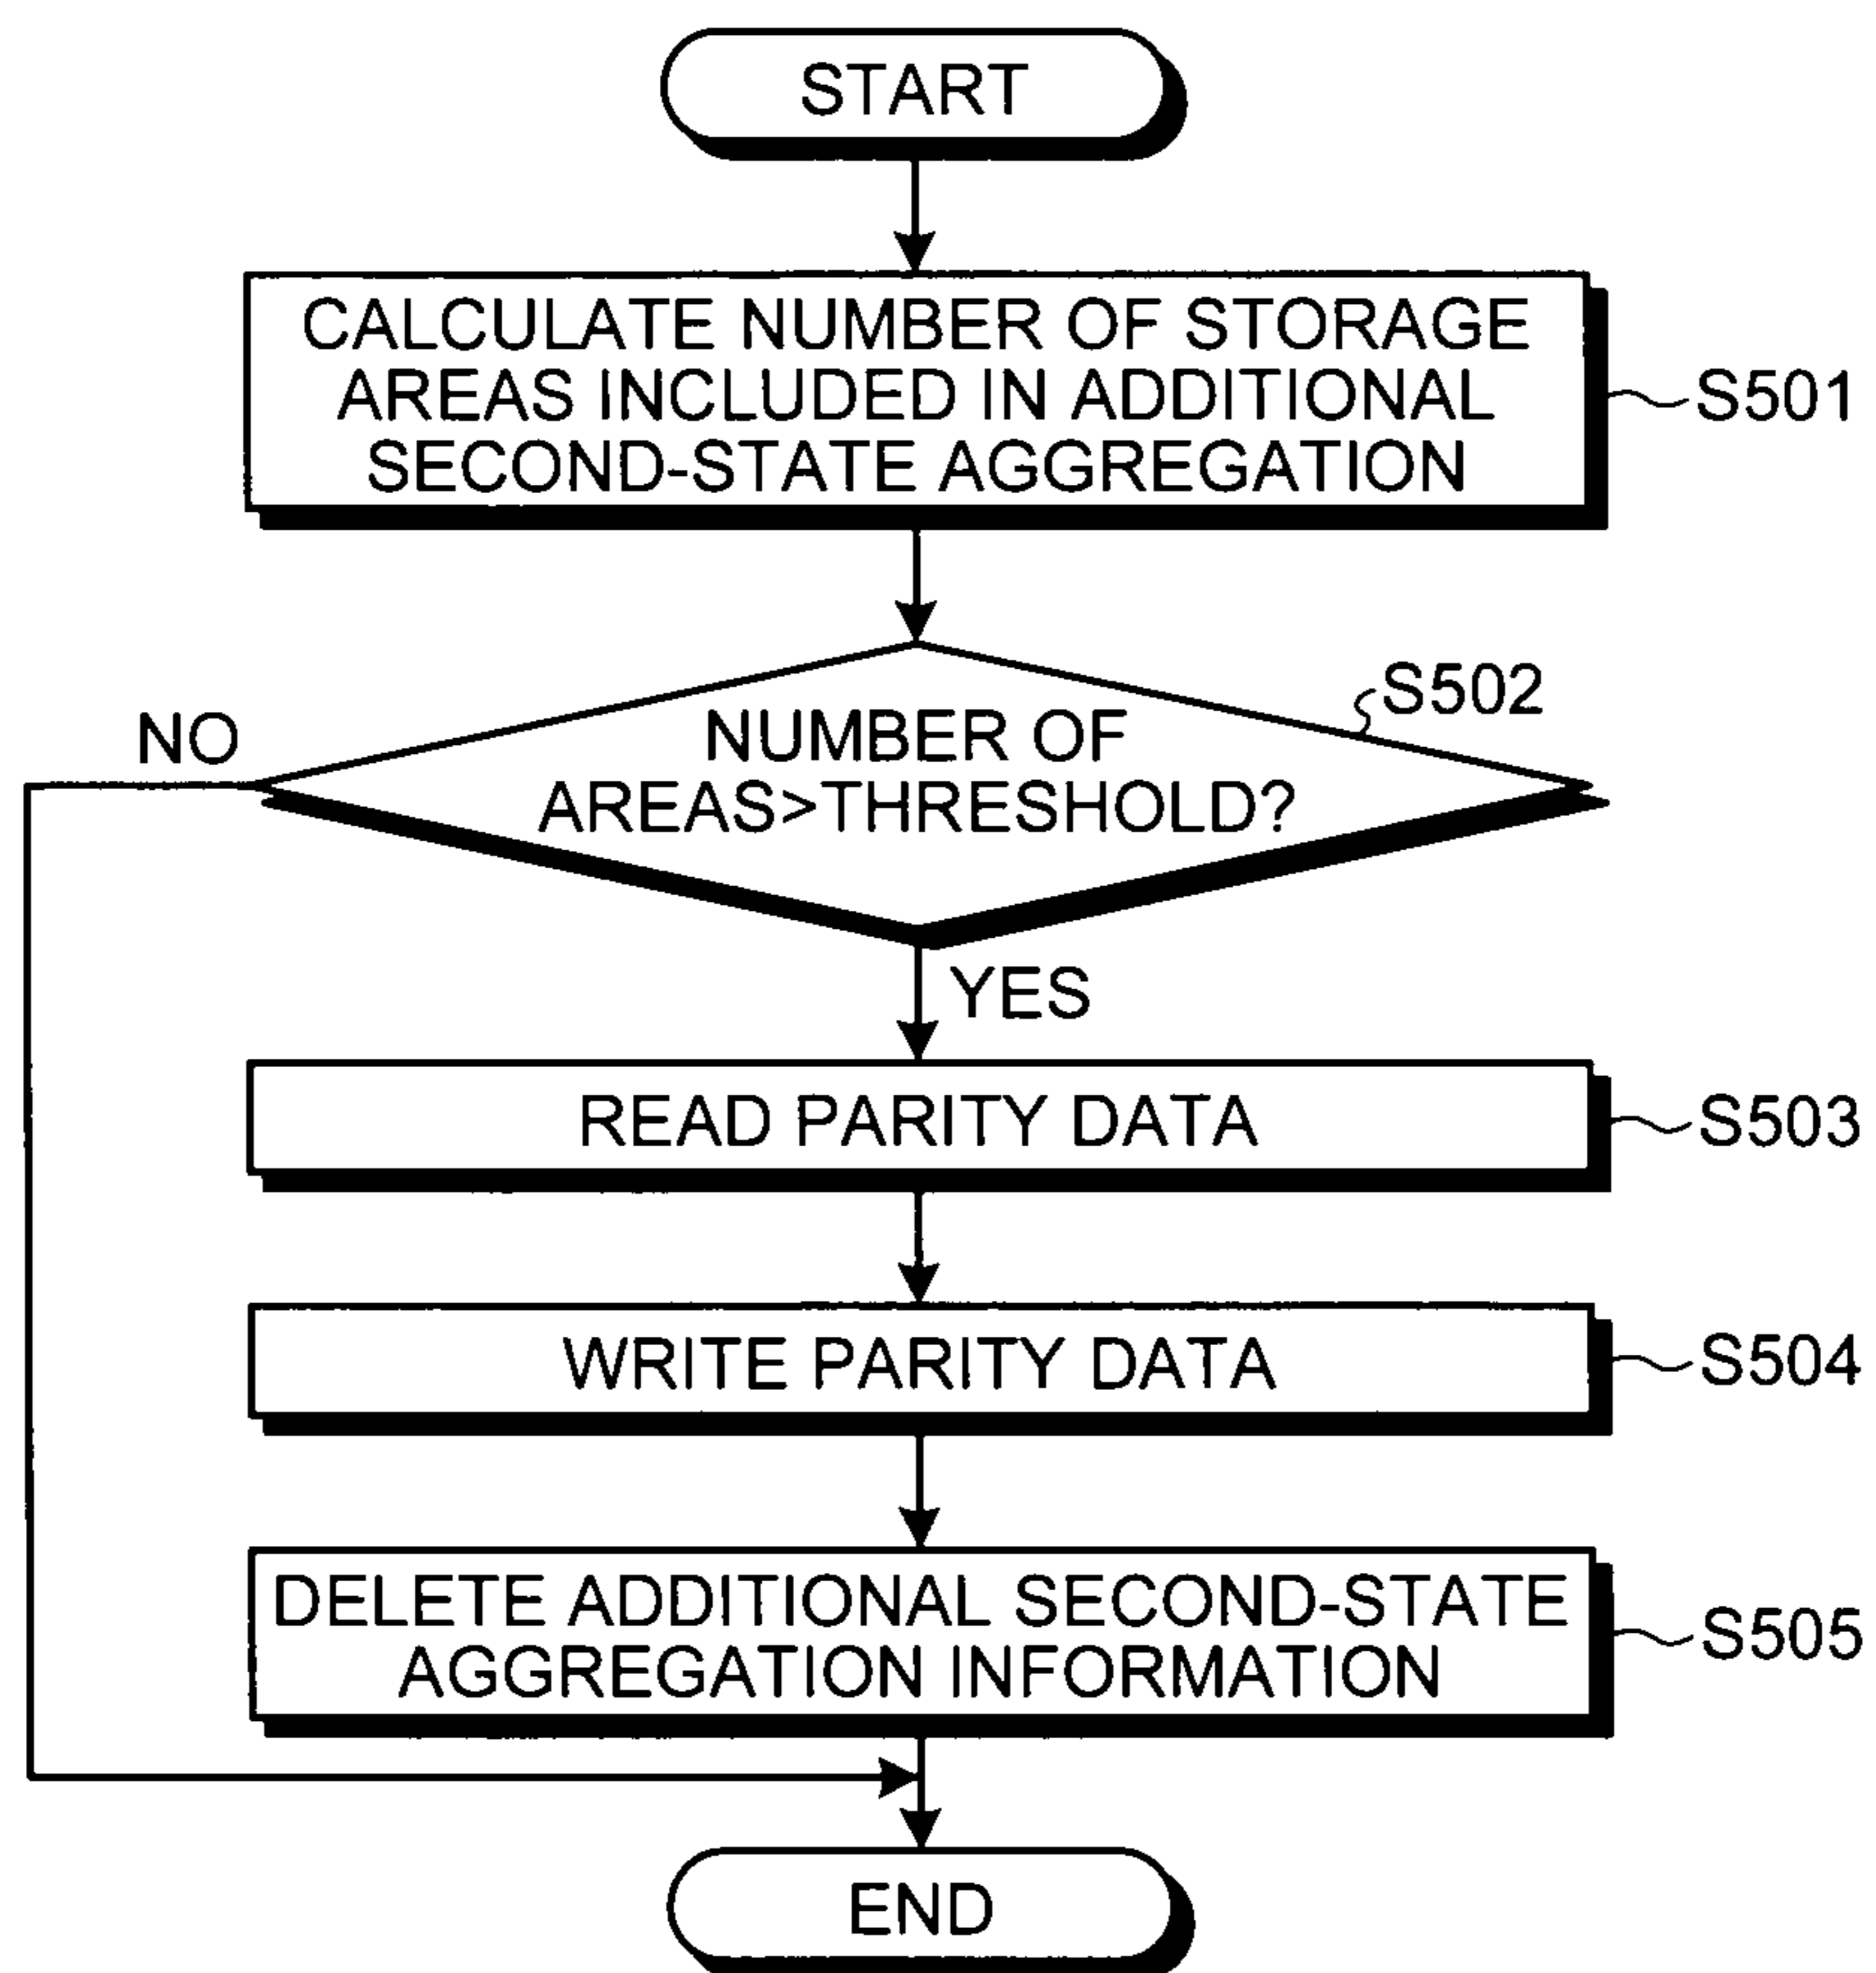 START
CALCULATE NUMBER OF STORAGE
AREAS INCLUDED IN ADDITIONAL
SECOND-STATE AGGREGATION
S501
S502
NO
NUMBER OF
AREAS>THRESHOLD?
YES
READ PARITY DATA
S503
WRITE PARITY DATA
S504
DELETE ADDITIONAL SECOND-STATE
AGGREGATION INFORMATION
S505
END